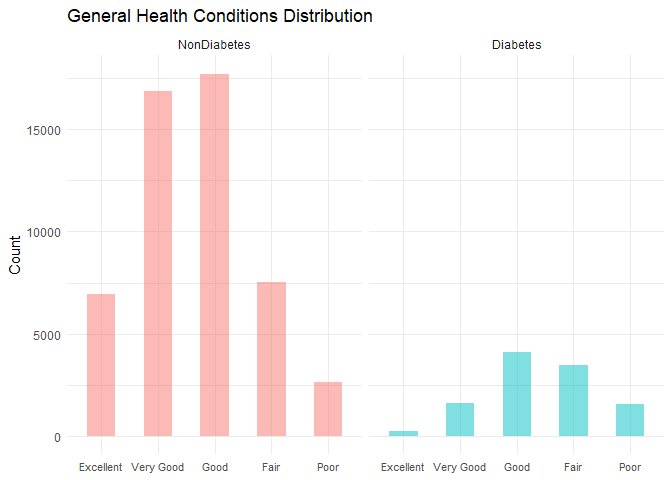 General Health Conditions Distribution
NonDiabetes Diabetes
Count
15000
10000
5000
0
Excellent Very Good Good Fair Poor Excellent Very Good Good Fair Poor